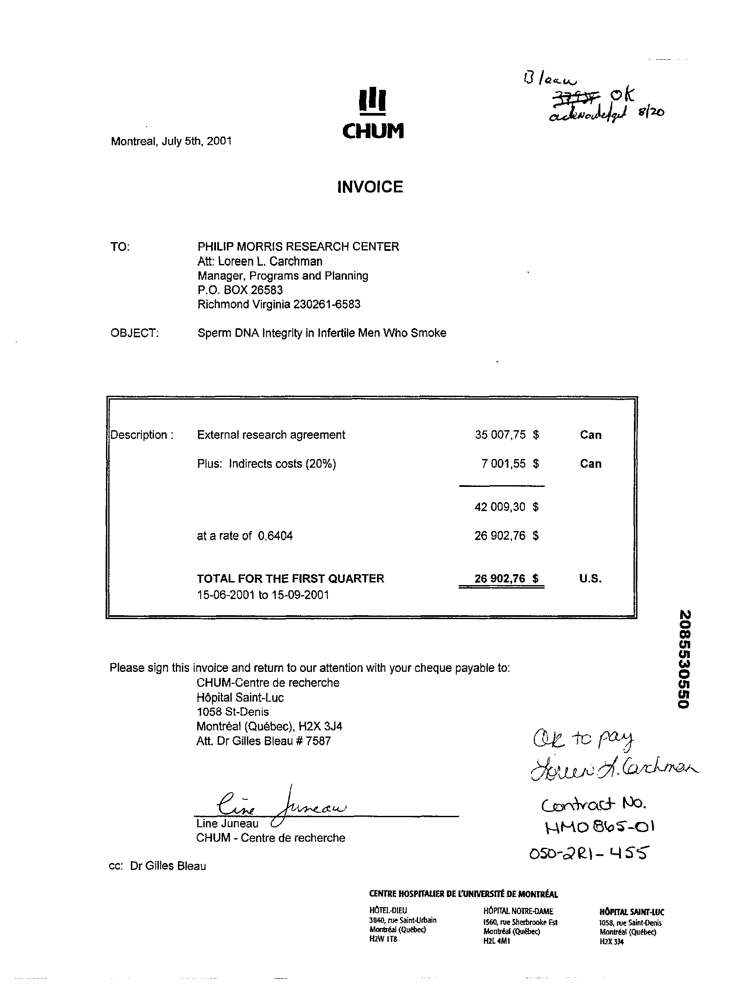 Bleau
OK
acknowledged 8/20
CHUM
Montreal, July 5th, 2001
INVOICE
TO: PHILIP MORRIS RESEARCH CENTER
Att: Loreen L. Carchman
Manager, Programs and Planning
P.O. BOX 26583
Richmond Virginia 230261-6583
OBJECT: Sperm DNA Integrity in Infertile Men Who Smoke
Description : External research agreement 35 007,75 $ Can
Plus: Indirects costs (20%) 7 001,55 $ Can
42 009,30 $
at a rate of 0,6404 26 902,76 $
TOTAL FOR THE FIRST QUARTER 26 902,76 $ U.S.
15-06-2001 to 15-09-2001
2085530550
Please sign this invoice and return to our attention with your cheque payable to:
CHUM-Centre de recherche
Hôpital Saint-Luc
1058 St-Denis
Montréal (Québec), H2X 3J4
Att. Dr Gilles Bleau # 7587
OK to pay
Loreen L. Carchman
Contract No.
HMO865-01
050-2R1-455
Line Juneau
Line Juneau
CHUM - Centre de recherche
cc: Dr Gilles Bleau
CENTRE HOSPITALIER DE L'UNIVERSITÉ DE MONTRÉAL
HÔTEL-DIEU
3840, rue Saint-Urbain
Montréal (Québec)
H2W 1T8
HÔPITAL NOTRE-DAME
1560, rue Sherbrooke Est
Montréal (Québec)
H2L 4M1
HÔPITAL SAINT-LUC
1058, rue Saint-Denis
Montréal (Québec)
H2X 3J4